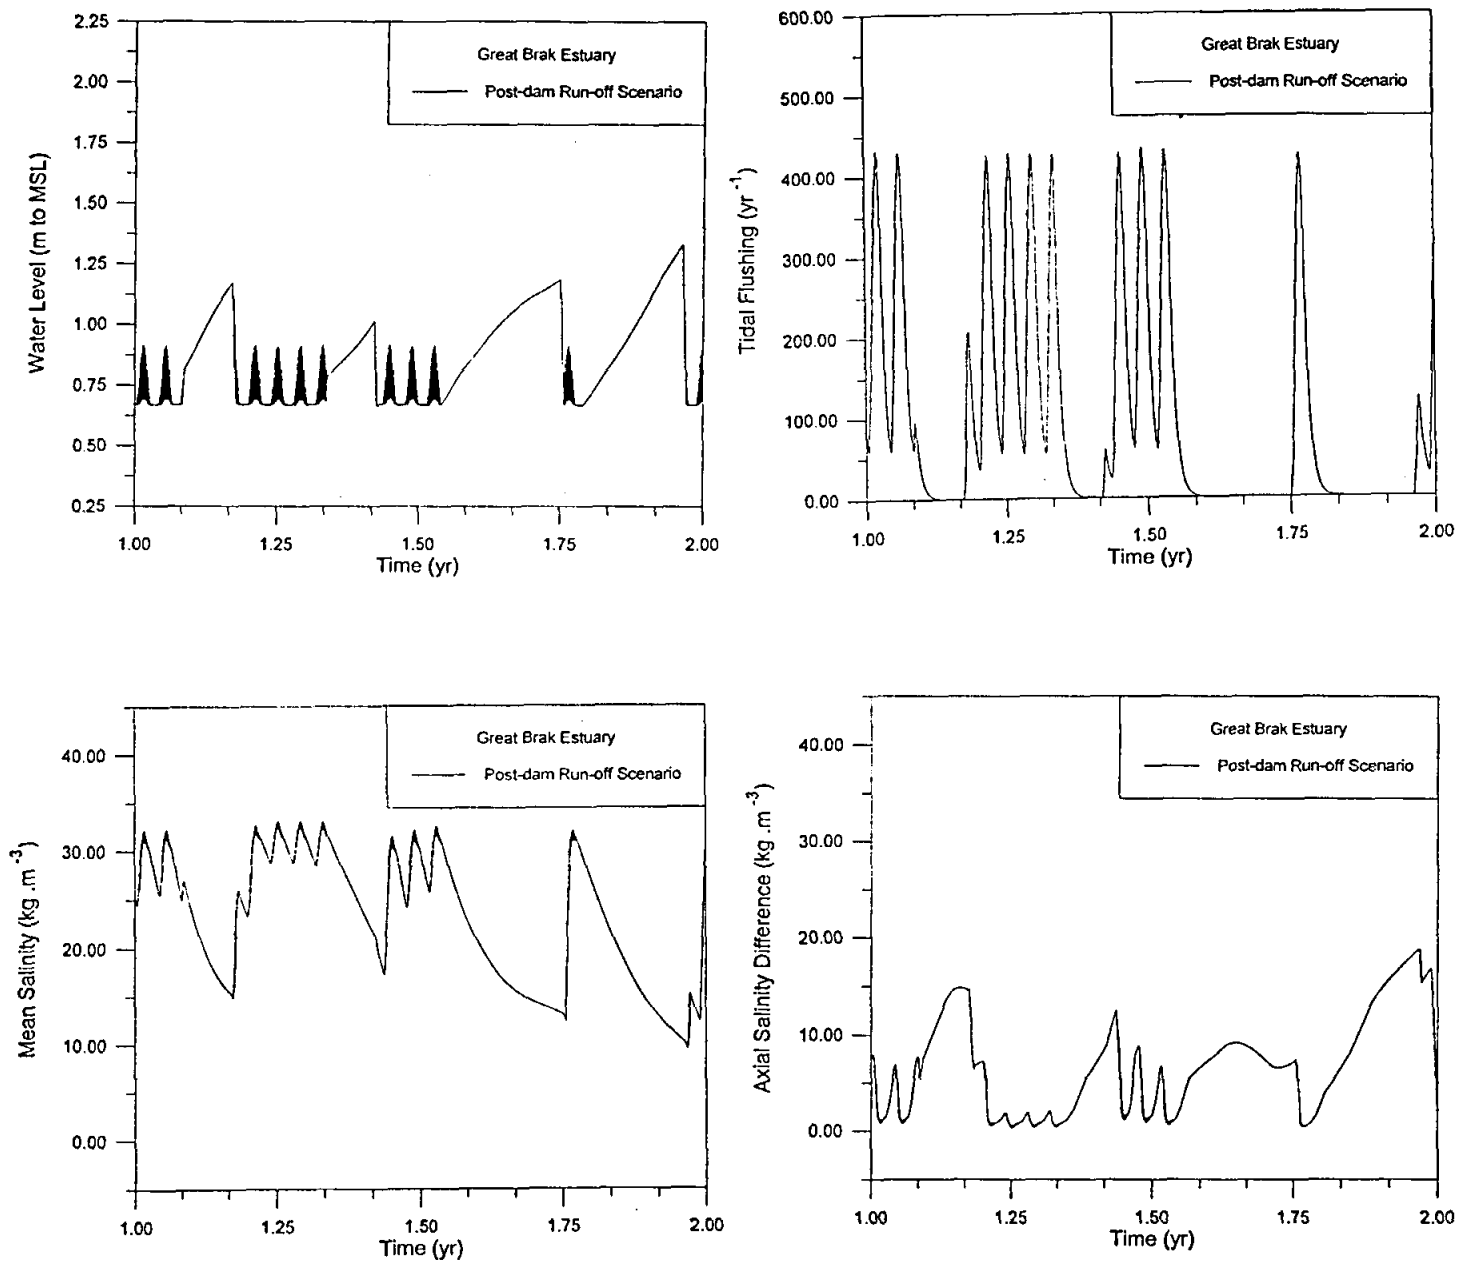 2.25
2.00
1.75
1.50
1.25
1.00
0.75
0.50
0.25
Water Level (m to MSL)
Great Brak Estuary
Post-dam Run-off Scenario
1.00 1.25 1.50 1.75 2.00
Time (yr)
600.00
500.00
400.00
300.00
200.00
100.00
0.00
Tidal Flushing (yr -1)
Great Brak Estuary
Post-dam Run-off Scenario
1.00 1.25 1.50 1.75 2.00
Time (yr)
40.00
30.00
20.00
10.00
0.00
Mean Salinity (kg .m -3)
Great Brak Estuary
Post-dam Run-off Scenario
1.00 1.25 1.50 1.75 2.00
Time (yr)
40.00
30.00
20.00
10.00
0.00
Axial Salinity Difference (kg .m -3)
Great Brak Estuary
Post-dam Run-off Scenario
1.00 1.25 1.50 1.75 2.00
Time (yr)